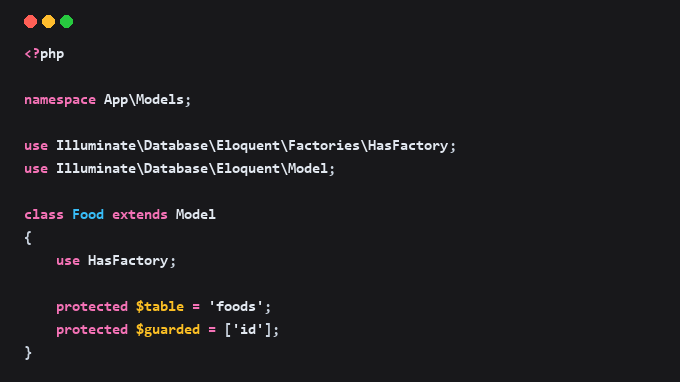 <?php
namespace App\Models;
use Illuminate\Database\Eloquent\Factories\HasFactory;
use Illuminate\Database\Eloquent\Model;
class Food extends Model
{
    use HasFactory;
    protected $table = 'foods';
    protected $guarded = ['id'];
}